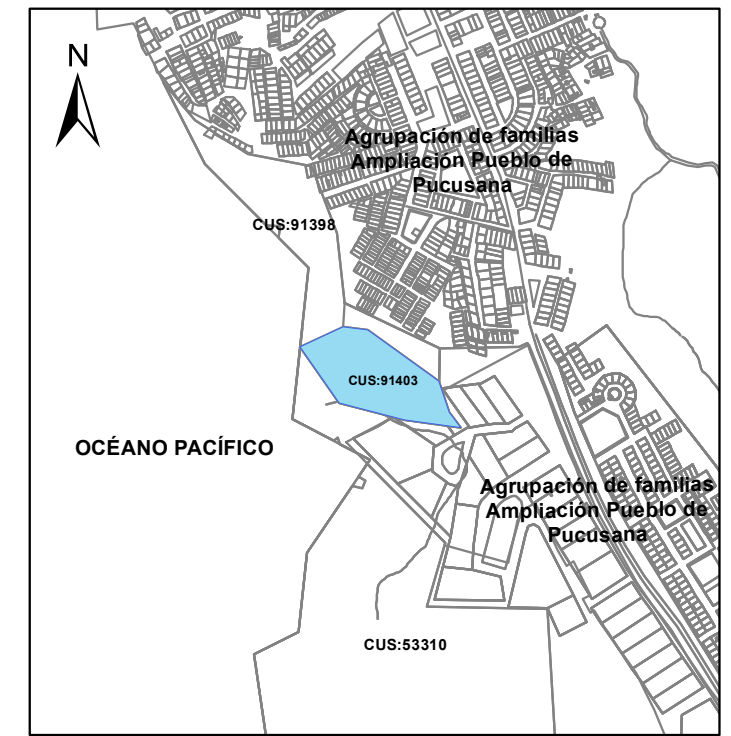 N
Agrupación de familias
Ampliación Pueblo de
Pucusana
CUS:91398
CUS:91403
OCÉANO PACÍFICO
Agrupación de familias
Ampliación Pueblo de
Pucusana
CUS:53310